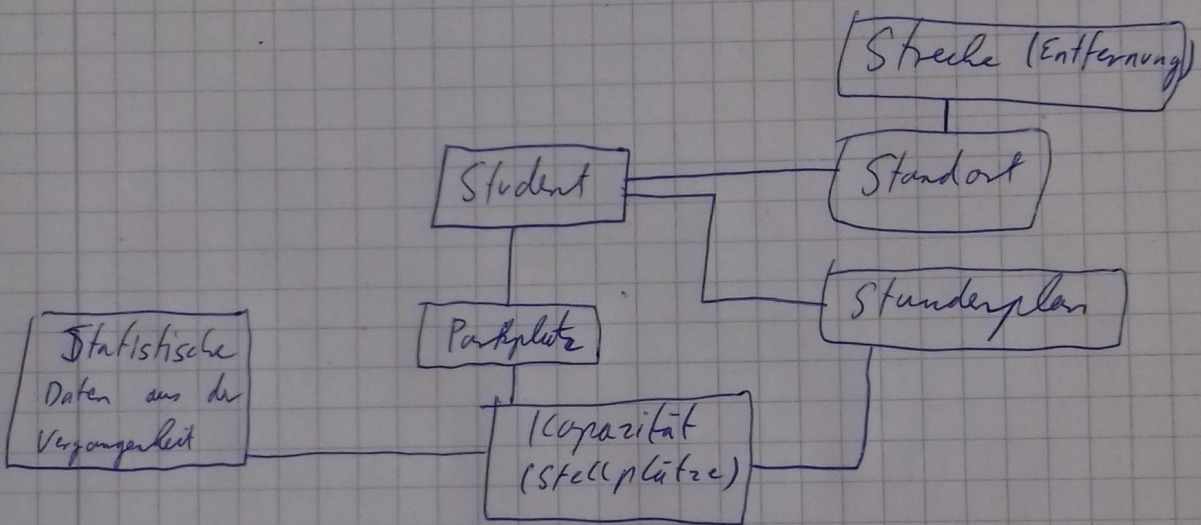 Strecke (Entfernung)
Student
Standort
Stundenplan
Parkplatz
Statistische
Daten aus der
Vergangenheit
Kapazität
(Stellplätze)